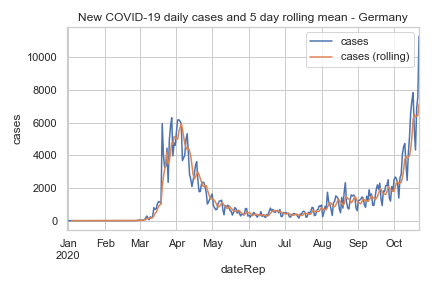 New COVID-19 daily cases and 5 day rolling mean - Germany
cases
cases (rolling)
10000
8000
6000
4000
2000
0
cases
Jan Feb Mar Apr May Jun Jul Aug Sep Oct
2020
dateRep